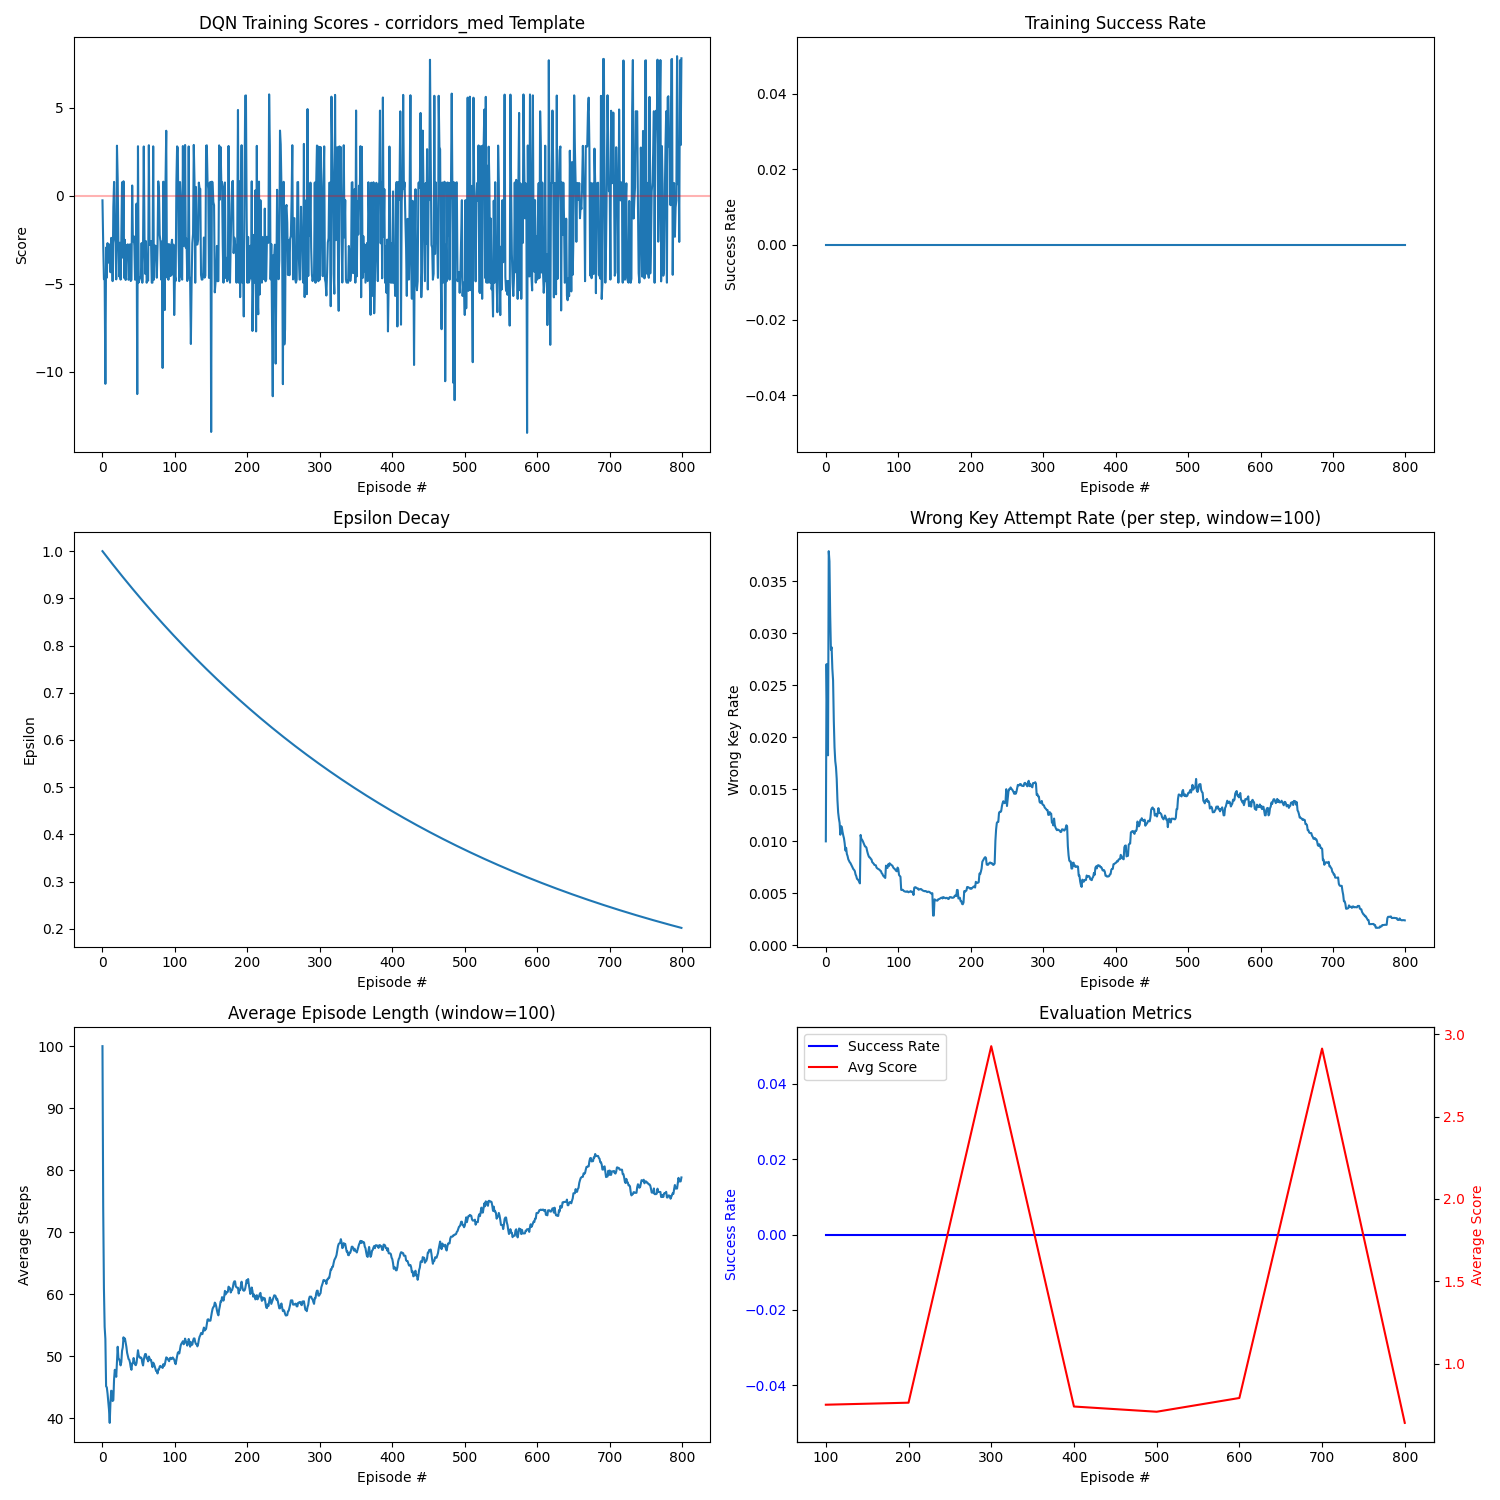 DQN Training Scores - corridors_med Template
5
0
−5
−10
Score
0 100 200 300 400 500 600 700 800
Episode #
Training Success Rate
0.04
0.02
0.00
−0.02
−0.04
Success Rate
0 100 200 300 400 500 600 700 800
Episode #
Epsilon Decay
1.0
0.9
0.8
0.7
0.6
0.5
0.4
0.3
0.2
Epsilon
0 100 200 300 400 500 600 700 800
Episode #
Wrong Key Attempt Rate (per step, window=100)
0.035
0.030
0.025
0.020
0.015
0.010
0.005
0.000
Wrong Key Rate
0 100 200 300 400 500 600 700 800
Episode #
Average Episode Length (window=100)
100
90
80
70
60
50
40
Average Steps
0 100 200 300 400 500 600 700 800
Episode #
Evaluation Metrics
Success Rate
Avg Score
0.04
0.02
0.00
−0.02
−0.04
Success Rate
3.0
2.5
2.0
1.5
1.0
Average Score
100 200 300 400 500 600 700 800
Episode #